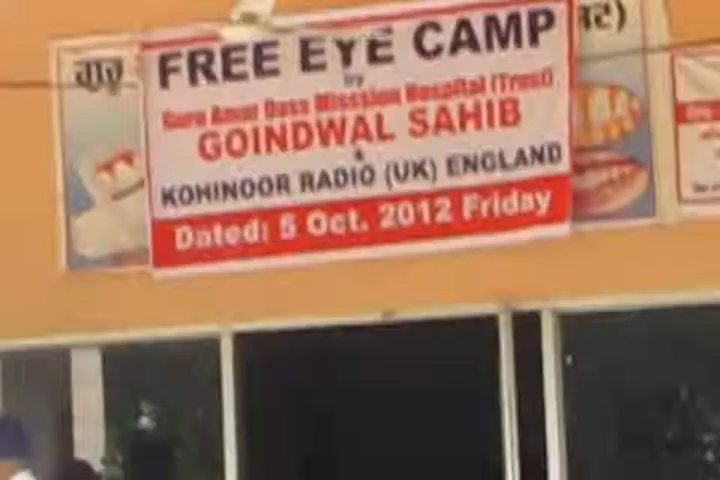 ਗੁਰੂ
FREE EYE CAMP
by
Guru Amar Dass Misssion Hospital (Trust)
GOINDWAL SAHIB
&
KOHINOOR RADIO (UK) ENGLAND
Dated: 5 Oct. 2012 Friday